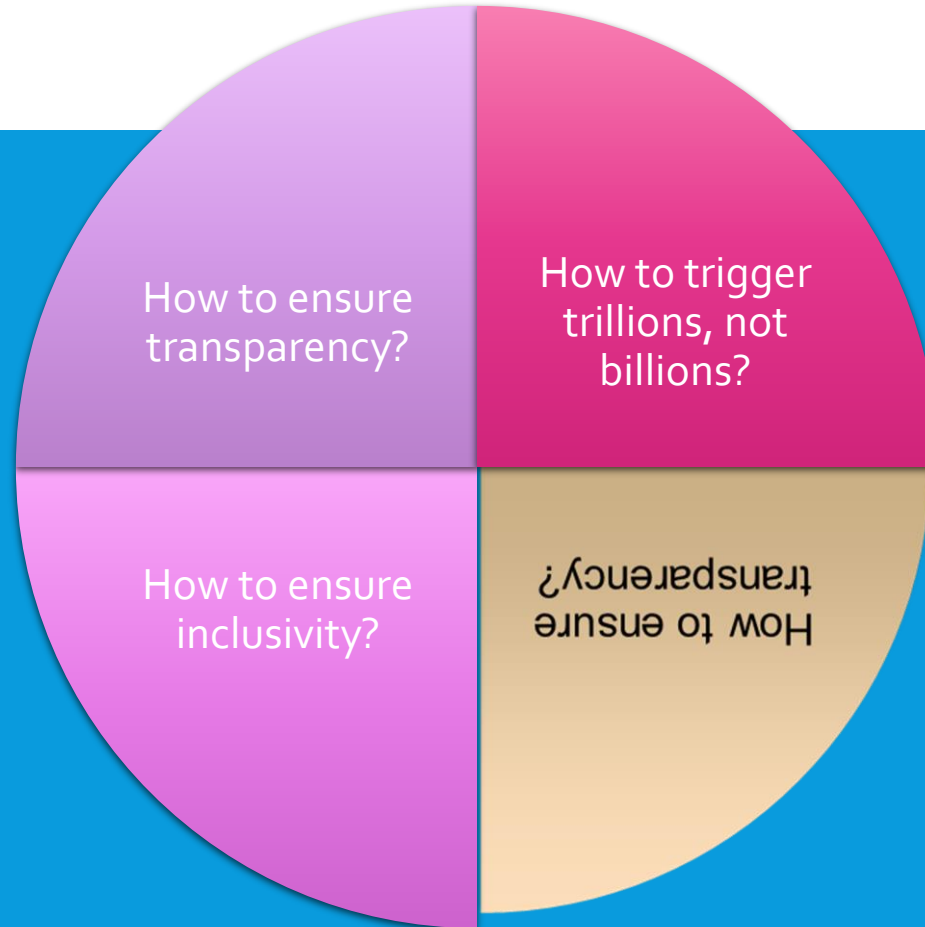 How to ensure
transparency?
How to trigger
trillions, not
billions?
How to ensure
inclusivity?
How to ensure
transparency?